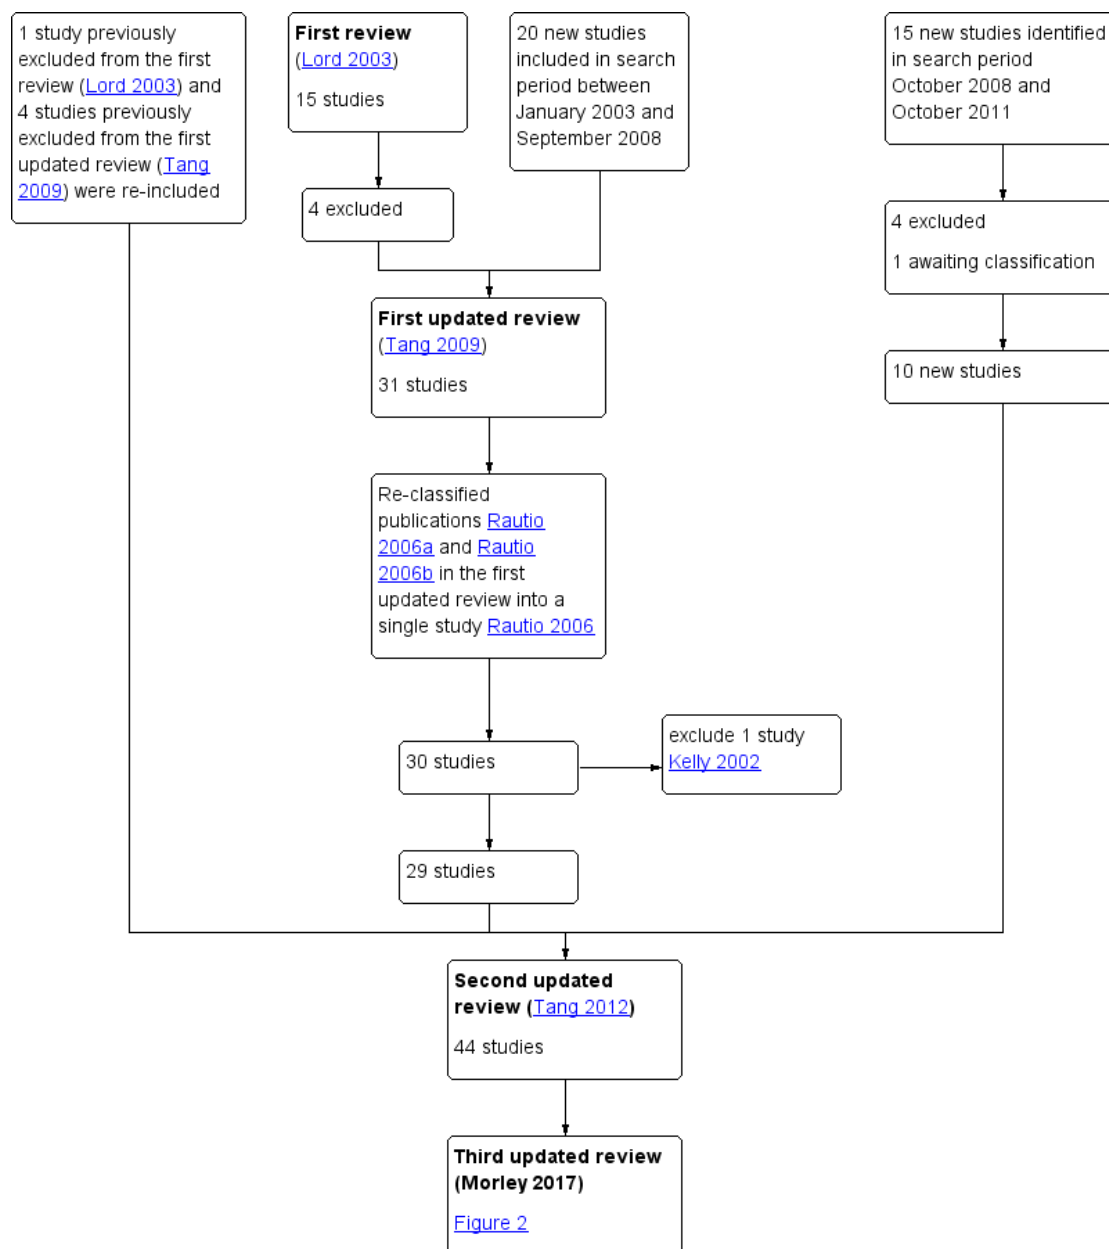 1 study previously
excluded from the first
review (Lord 2003) and
4 studies previously
excluded from the first
updated review (Tang
2009) were re-included
First review
(Lord 2003)
15 studies
20 new studies
included in search
period between
January 2003 and
September 2008
15 new studies identified
in search period
October 2008 and
October 2011
4 excluded
4 excluded
1 awaiting classification
First updated review
(Tang 2009)
31 studies
10 new studies
Re-classified
publications Rautio
2006a and Rautio
2006b in the first
updated review into a
single study Rautio 2006
30 studies
exclude 1 study
Kelly 2002
29 studies
Second updated
review (Tang 2012)
44 studies
Third updated review
(Morley 2017)
Figure 2